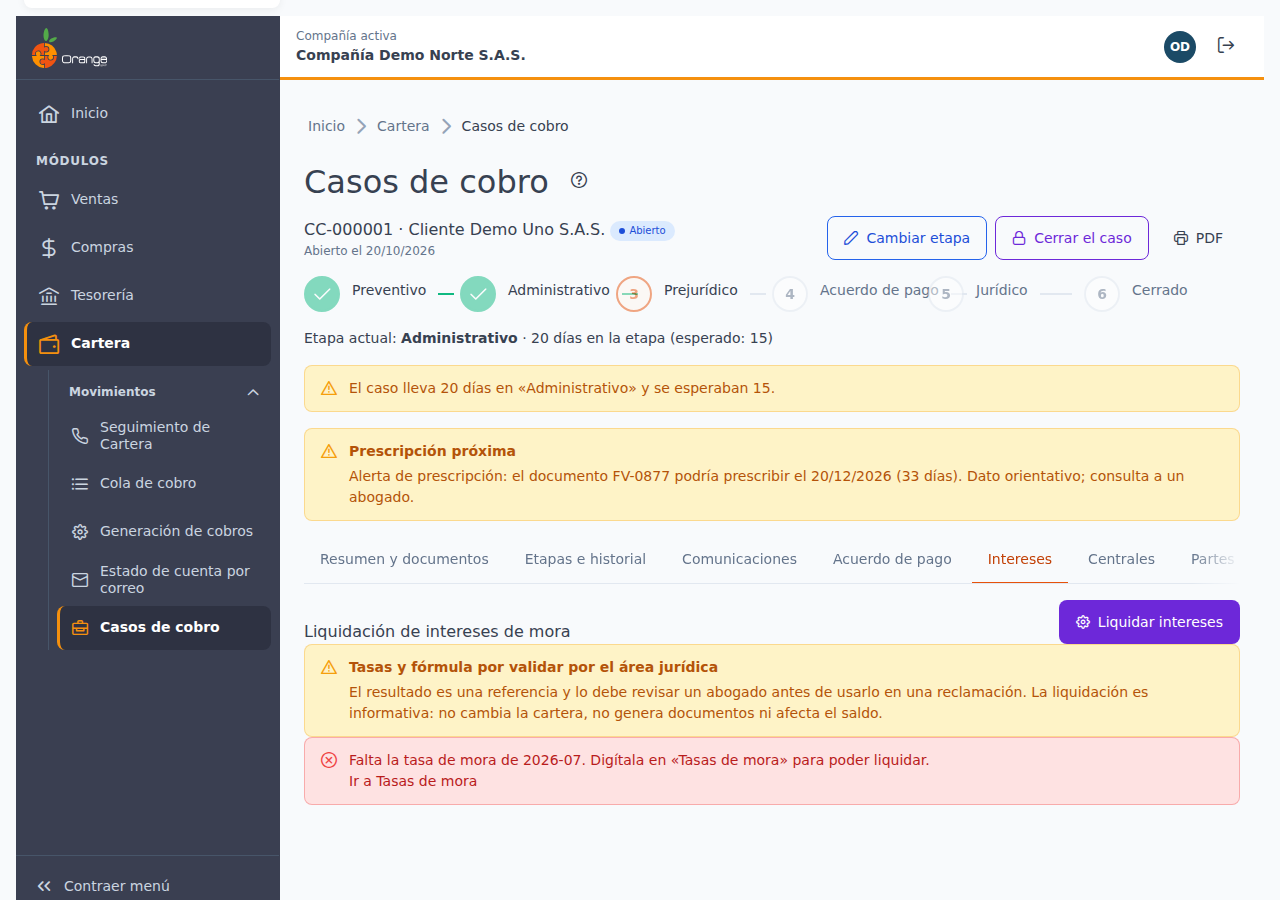 Orange
Compañía activa
Compañía Demo Norte S.A.S.
OD
Inicio
MÓDULOS
Ventas
Compras
Tesorería
Cartera
Movimientos
Seguimiento de
Cartera
Cola de cobro
Generación de cobros
Estado de cuenta por
correo
Casos de cobro
Contraer menú
Inicio
Cartera
Casos de cobro
Casos de cobro
CC-000001 · Cliente Demo Uno S.A.S.
Abierto
Abierto el 20/10/2026
Cambiar etapa
Cerrar el caso
PDF
Preventivo
Administrativo
3 Prejurídico
4 Acuerdo de pago
5 Jurídico
6 Cerrado
Etapa actual: Administrativo · 20 días en la etapa (esperado: 15)
El caso lleva 20 días en «Administrativo» y se esperaban 15.
Prescripción próxima
Alerta de prescripción: el documento FV-0877 podría prescribir el 20/12/2026 (33 días). Dato orientativo; consulta a un
abogado.
Resumen y documentos
Etapas e historial
Comunicaciones
Acuerdo de pago
Intereses
Centrales
Partes
Liquidación de intereses de mora
Liquidar intereses
Tasas y fórmula por validar por el área jurídica
El resultado es una referencia y lo debe revisar un abogado antes de usarlo en una reclamación. La liquidación es
informativa: no cambia la cartera, no genera documentos ni afecta el saldo.
Falta la tasa de mora de 2026-07. Digítala en «Tasas de mora» para poder liquidar.
Ir a Tasas de mora